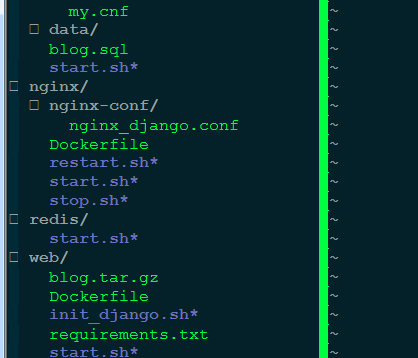 my.cnf ~
□ data/ ~
blog.sql ~
start.sh* ~
□ nginx/ ~
□ nginx-conf/ ~
nginx_django.conf ~
Dockerfile ~
restart.sh* ~
start.sh* ~
stop.sh* ~
□ redis/ ~
start.sh* ~
□ web/ ~
blog.tar.gz ~
Dockerfile ~
init_django.sh* ~
requirements.txt ~
start.sh* ~